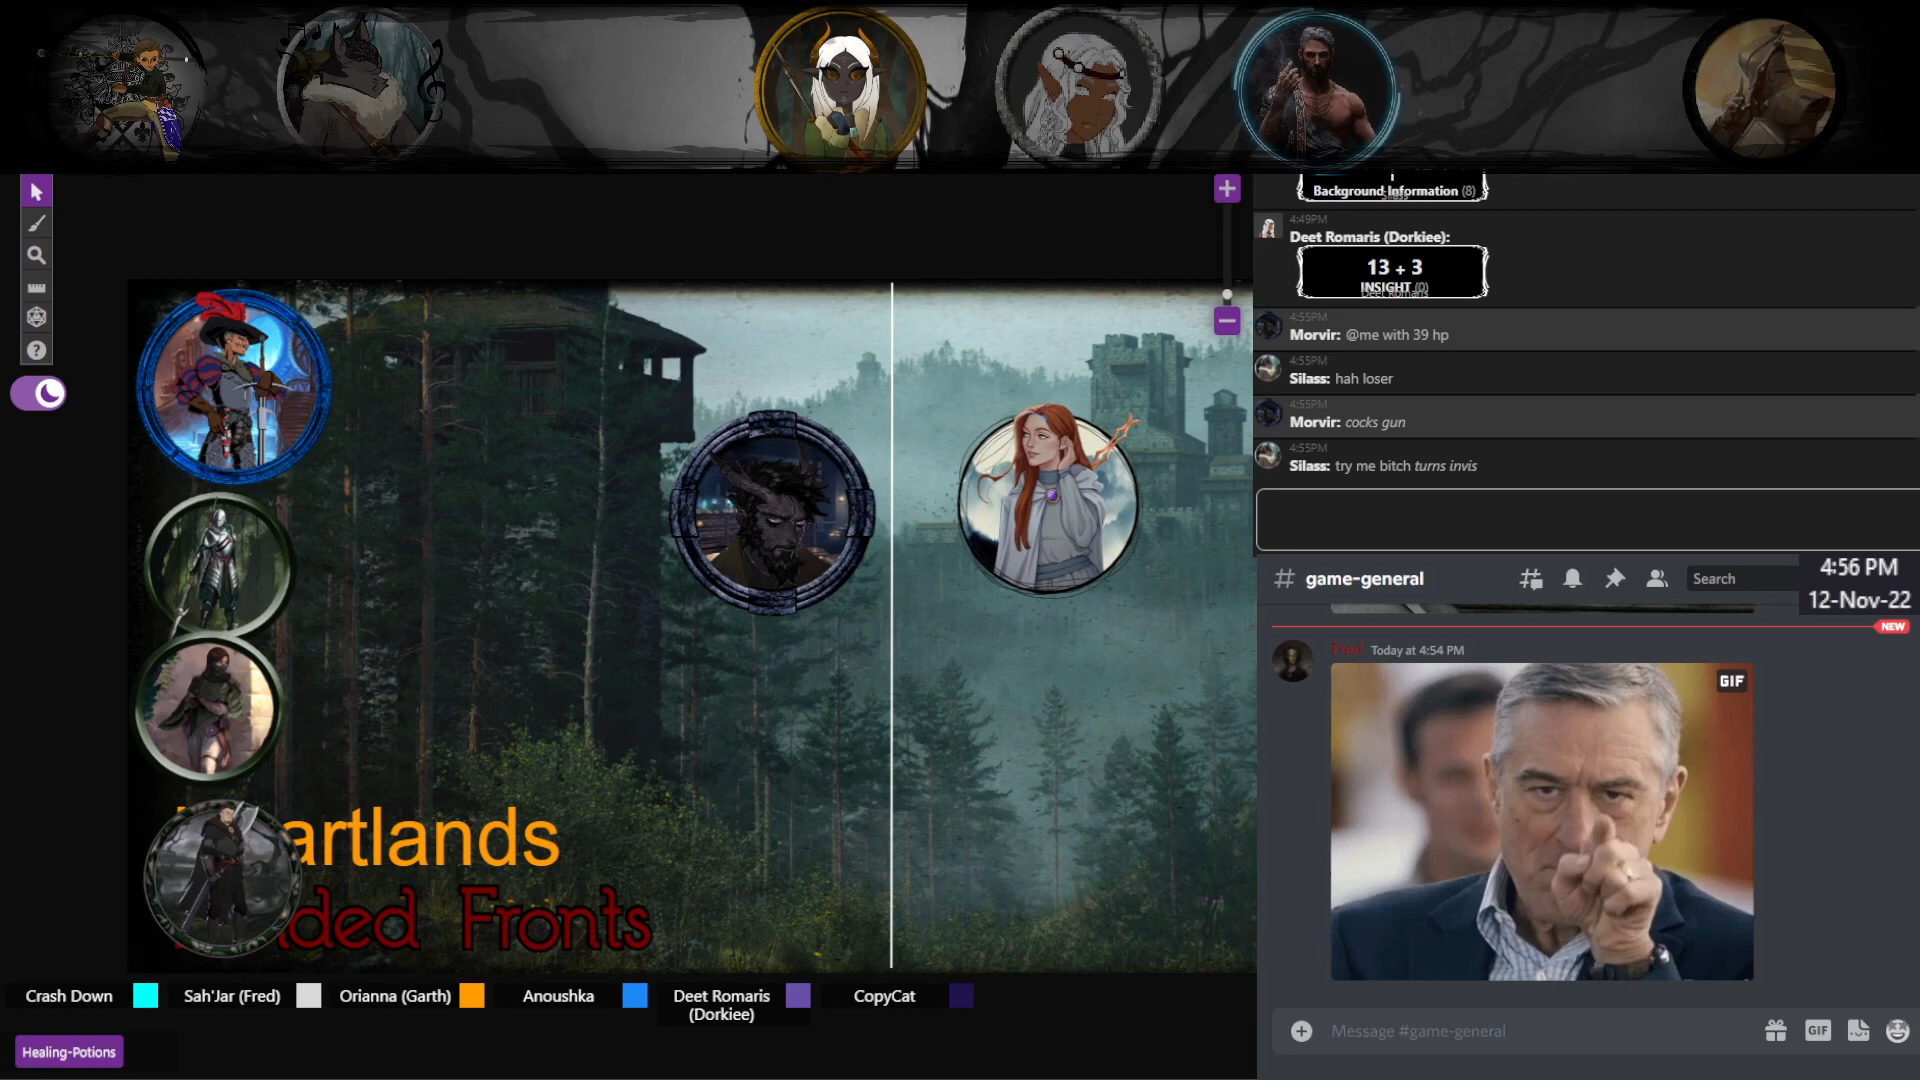 Background Information (8)
Silass
4:49PM
Deet Romaris (Dorkiee):
13 + 3
INSIGHT (0)
Deet Romaris
4:55PM
Morvir: @me with 39 hp
4:55PM
Silass: hah loser
4:55PM
Morvir: cocks gun
4:55PM
Silass: try me bitch turns invis
game-general
Search
4:56 PM
12-Nov-22
NEW
Fred Today at 4:54 PM
GIF
artlands
ded Fronts
Crash Down
Sah'Jar (Fred)
Orianna (Garth)
Anoushka
Deet Romaris
(Dorkiee)
CopyCat
Healing-Potions
Message #game-general
GIF